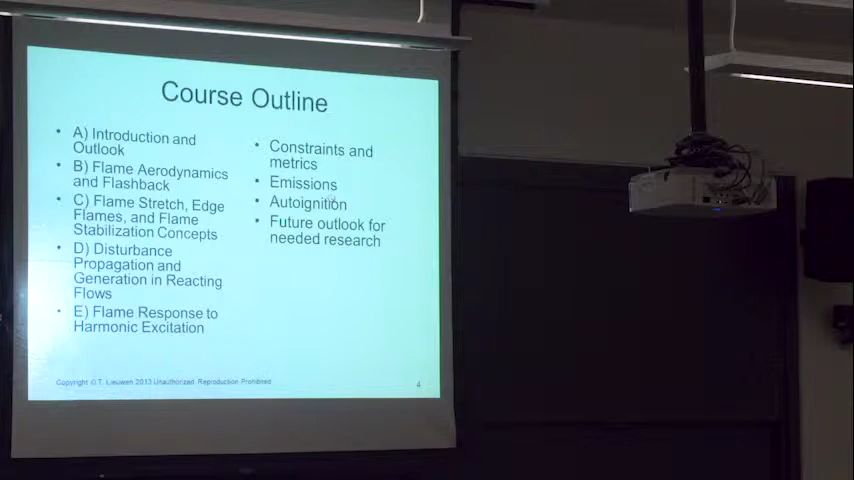 Course Outline
• A) Introduction and
Outlook
• B) Flame Aerodynamics
and Flashback
• C) Flame Stretch, Edge
Flames, and Flame
Stabilization Concepts
• D) Disturbance
Propagation and
Generation in Reacting
Flows
• E) Flame Response to
Harmonic Excitation
• Constraints and
metrics
• Emissions
• Autoignition
• Future outlook for
needed research
Copyright © T. Lieuwen 2013 Unauthorized Reproduction Prohibited
4